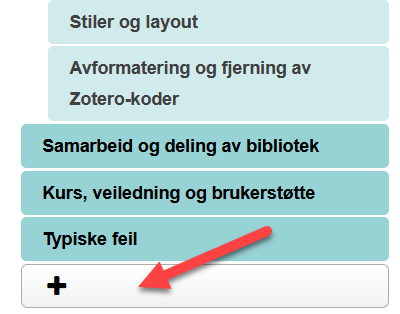 Stiler og layout
Avformatering og fjerning av
Zotero-koder
Samarbeid og deling av bibliotek
Kurs, veiledning og brukerstøtte
Typiske feil